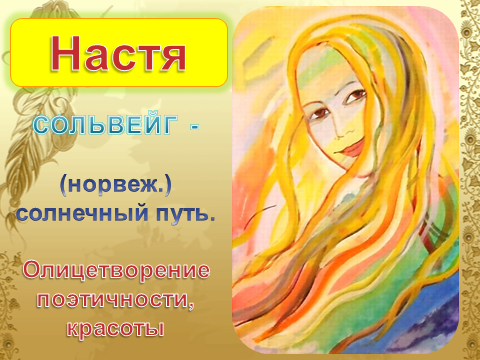 Настя
СОЛЬВЕЙГ -
(норвеж.)
солнечный путь.
Олицетворение
поэтичности,
красоты